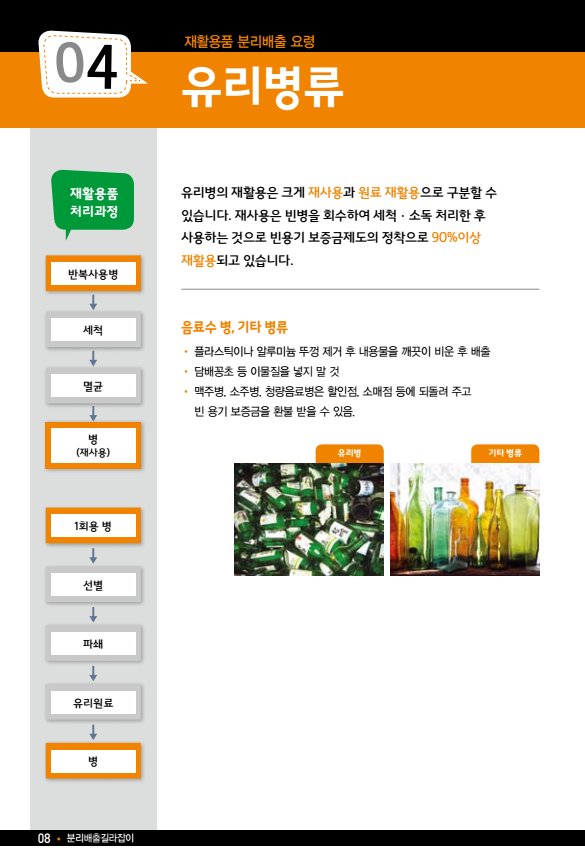 재활용품 분리배출 요령
04
유리병류
재활용품
처리과정
반복사용병
세척
멸균
병
(재사용)
1회용 병
선별
파쇄
유리원료
병
유리병의 재활용은 크게 재사용과 원료 재활용으로 구분할 수
있습니다. 재사용은 빈병을 회수하여 세척 · 소독 처리한 후
사용하는 것으로 빈용기 보증금제도의 정착으로 90%이상
재활용되고 있습니다.
음료수 병, 기타 병류
• 플라스틱이나 알루미늄 뚜껑 제거 후 내용물을 깨끗이 비운 후 배출
• 담배꽁초 등 이물질을 넣지 말 것
• 맥주병, 소주병, 청량음료병은 할인점, 소매점 등에 되돌려 주고
빈 용기 보증금을 환불 받을 수 있음.
유리병
기타 병류
08 • 분리배출길라잡이